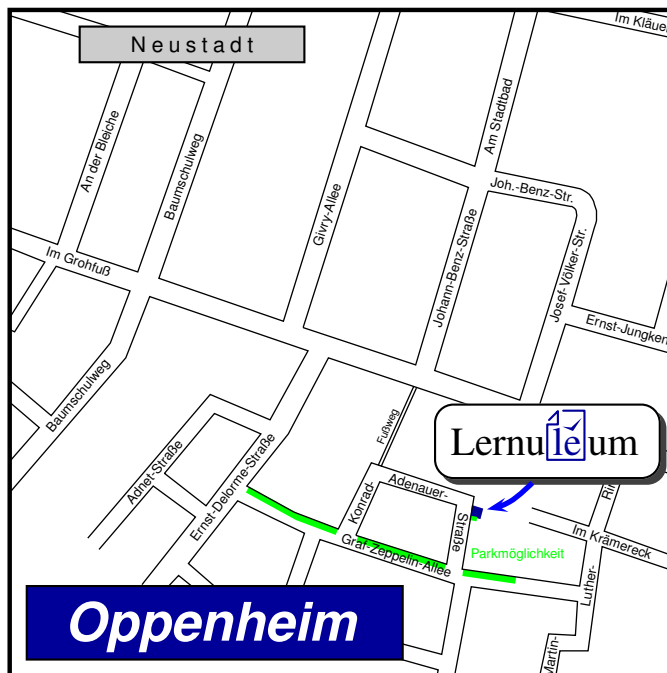 Im Kläuer
Neustadt
Am Stadtbad
An der Bleiche
Baumschulweg
Joh.-Benz-Str.
Givry-Allee
Johann-Benz-Straße
Josef-Völker-Str.
Im Grohfuß
Ernst-Jungken
Baumschulweg
Fußweg
Lernuleum
Adnet-Straße
Ernst-Delorme-Straße
Konrad-
Adenauer-
Straße
Im Krämereck
Parkmöglichkeit
Graf-Zeppelin-Allee
Luther-
Martin-
Oppenheim